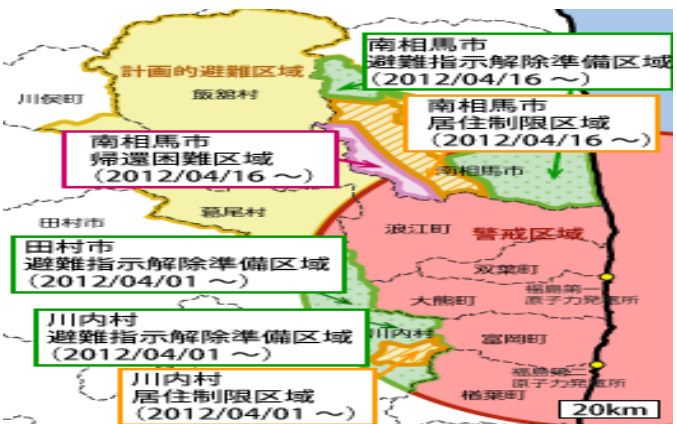 南相馬市
避難指示解除準備区域
(2012/04/16 ～)
計画的避難区域
飯舘村
川俣町
南相馬市
居住制限区域
(2012/04/16 ～)
南相馬市
帰還困難区域
(2012/04/16 ～)
南相馬市
葛尾村
田村市
浪江町
警戒区域
田村市
避難指示解除準備区域
(2012/04/01 ～)
双葉町
福島第一
原子力発電所
大熊町
川内村
避難指示解除準備区域
(2012/04/01 ～)
川内村
富岡町
福島第二
原子力発電所
川内村
居住制限区域
(2012/04/01 ～)
楢葉町
20km